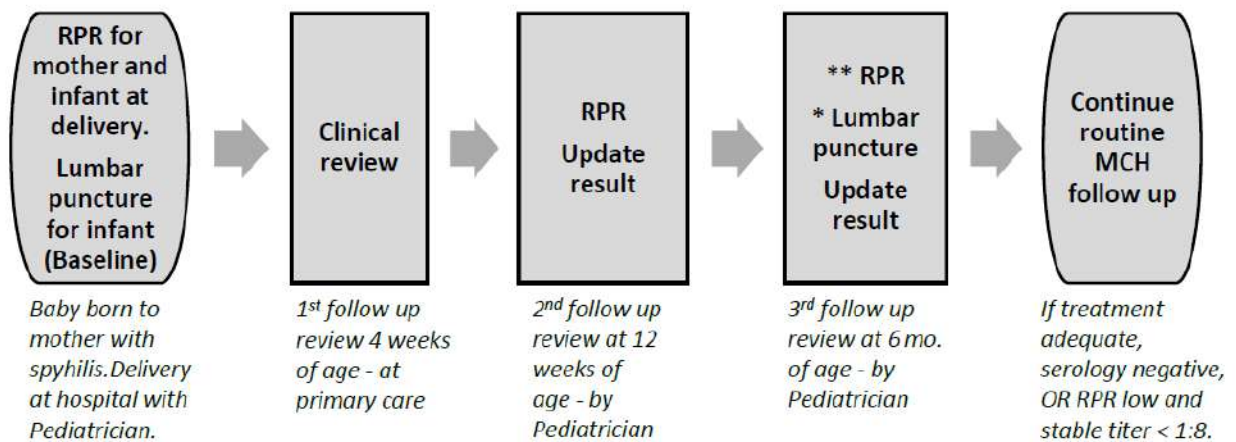 RPR for
mother and
infant at
delivery.
Lumbar
puncture
for infant
(Baseline)
Baby born to
mother with
spyhilis.Delivery
at hospital with
Pediatrician.
Clinical
review
1st follow up
review 4 weeks
of age - at
primary care
RPR
Update
result
2nd follow up
review at 12
weeks of
age - by
Pediatrician
** RPR
* Lumbar
puncture
Update
result
3rd follow up
review at 6 mo.
of age - by
Pediatrician
Continue
routine
MCH
follow up
If treatment
adequate,
serology negative,
OR RPR low and
stable titer < 1:8.